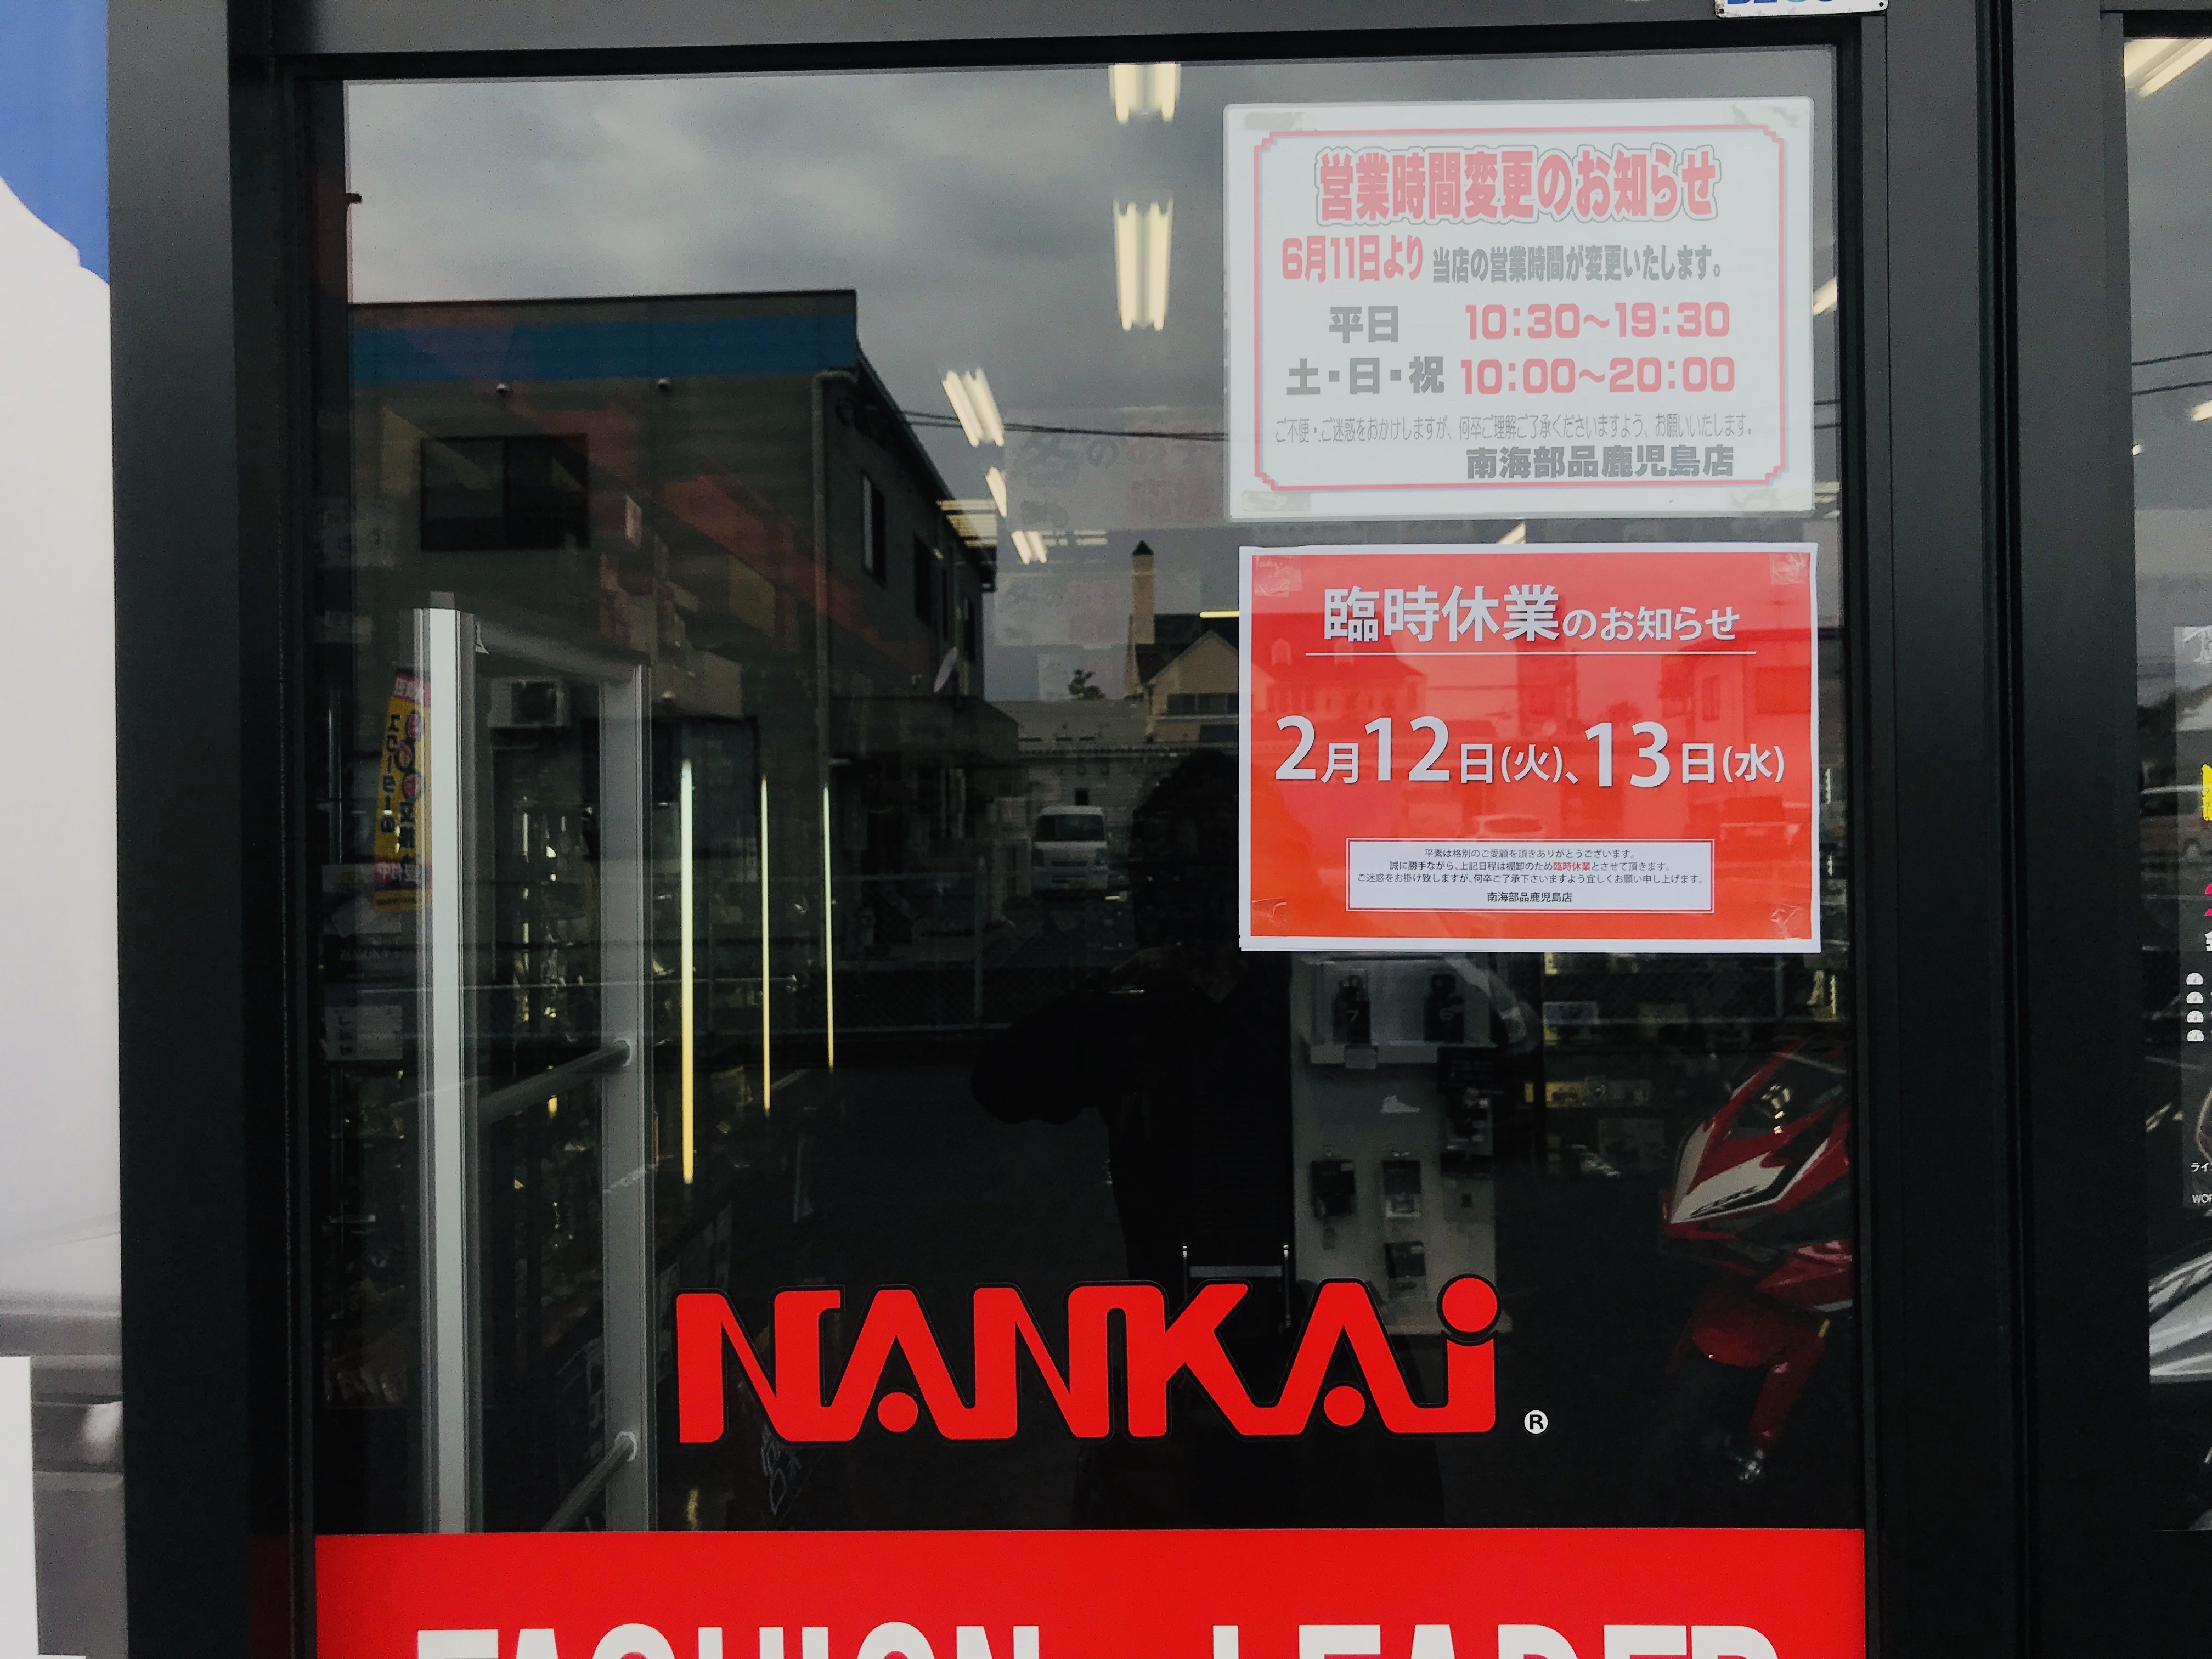 営業時間変更のお知らせ
6月11日より 当店の営業時間が変更いたします。
平日 10:30～19:30
土・日・祝 10:00～20:00
ご不便・ご迷惑をおかけしますが、何卒ご理解ご了承くださいますよう、お願いいたします。
南海部品鹿児島店
臨時休業のお知らせ
2月12日(火)、13日(水)
平素は格別のご愛顧を頂きありがとうございます。
誠に勝手ながら、上記日程は棚卸のため臨時休業とさせて頂きます。
ご迷惑をお掛け致しますが、何卒ご了承下さいますよう宜しくお願い申し上げます。
南海部品鹿児島店
NANKAi ®
FASHION LEADER